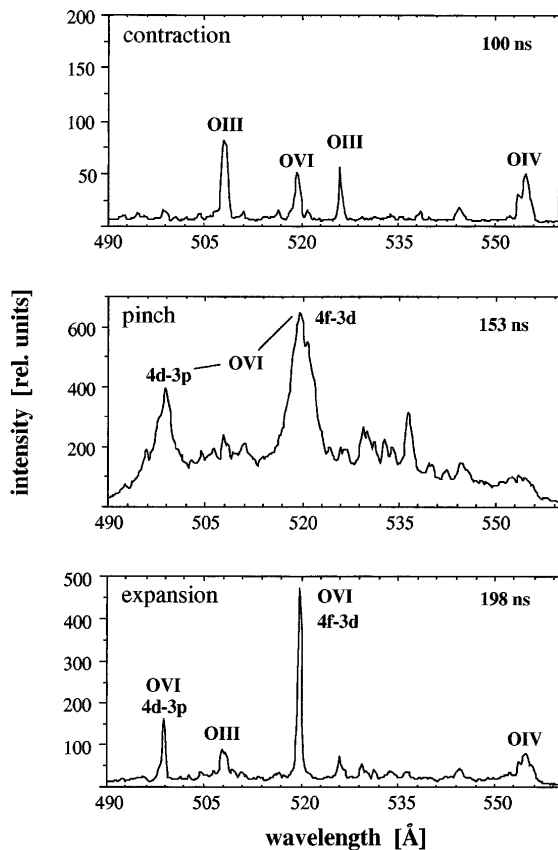 contraction 100 ns
200
150
100
50
OIII
OVI
OIII
OIV
490 505 520 535 550
intensity [rel. units]
pinch 153 ns
600
400
200
0
4d-3p
OVI
4f-3d
490 505 520 535 550
expansion 198 ns
500
400
300
200
100
OVI
4d-3p
OIII
OVI
4f-3d
OIV
490 505 520 535 550
wavelength [Å]